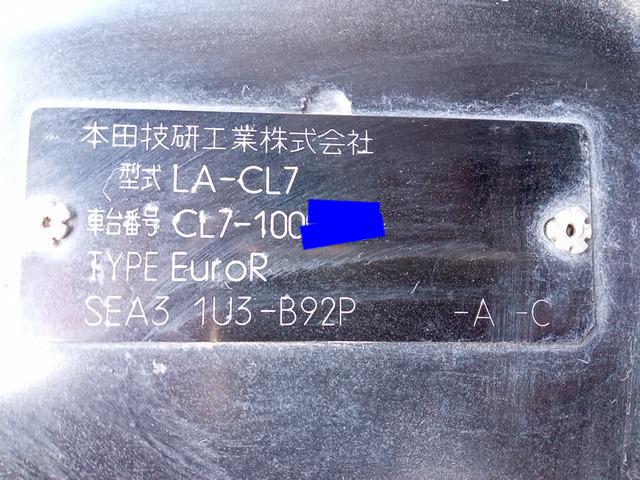 本田技研工業株式会社
型式 LA-CL7
車台番号 CL7-100
TYPE EuroR
SEA3 1U3-B92P -A -C